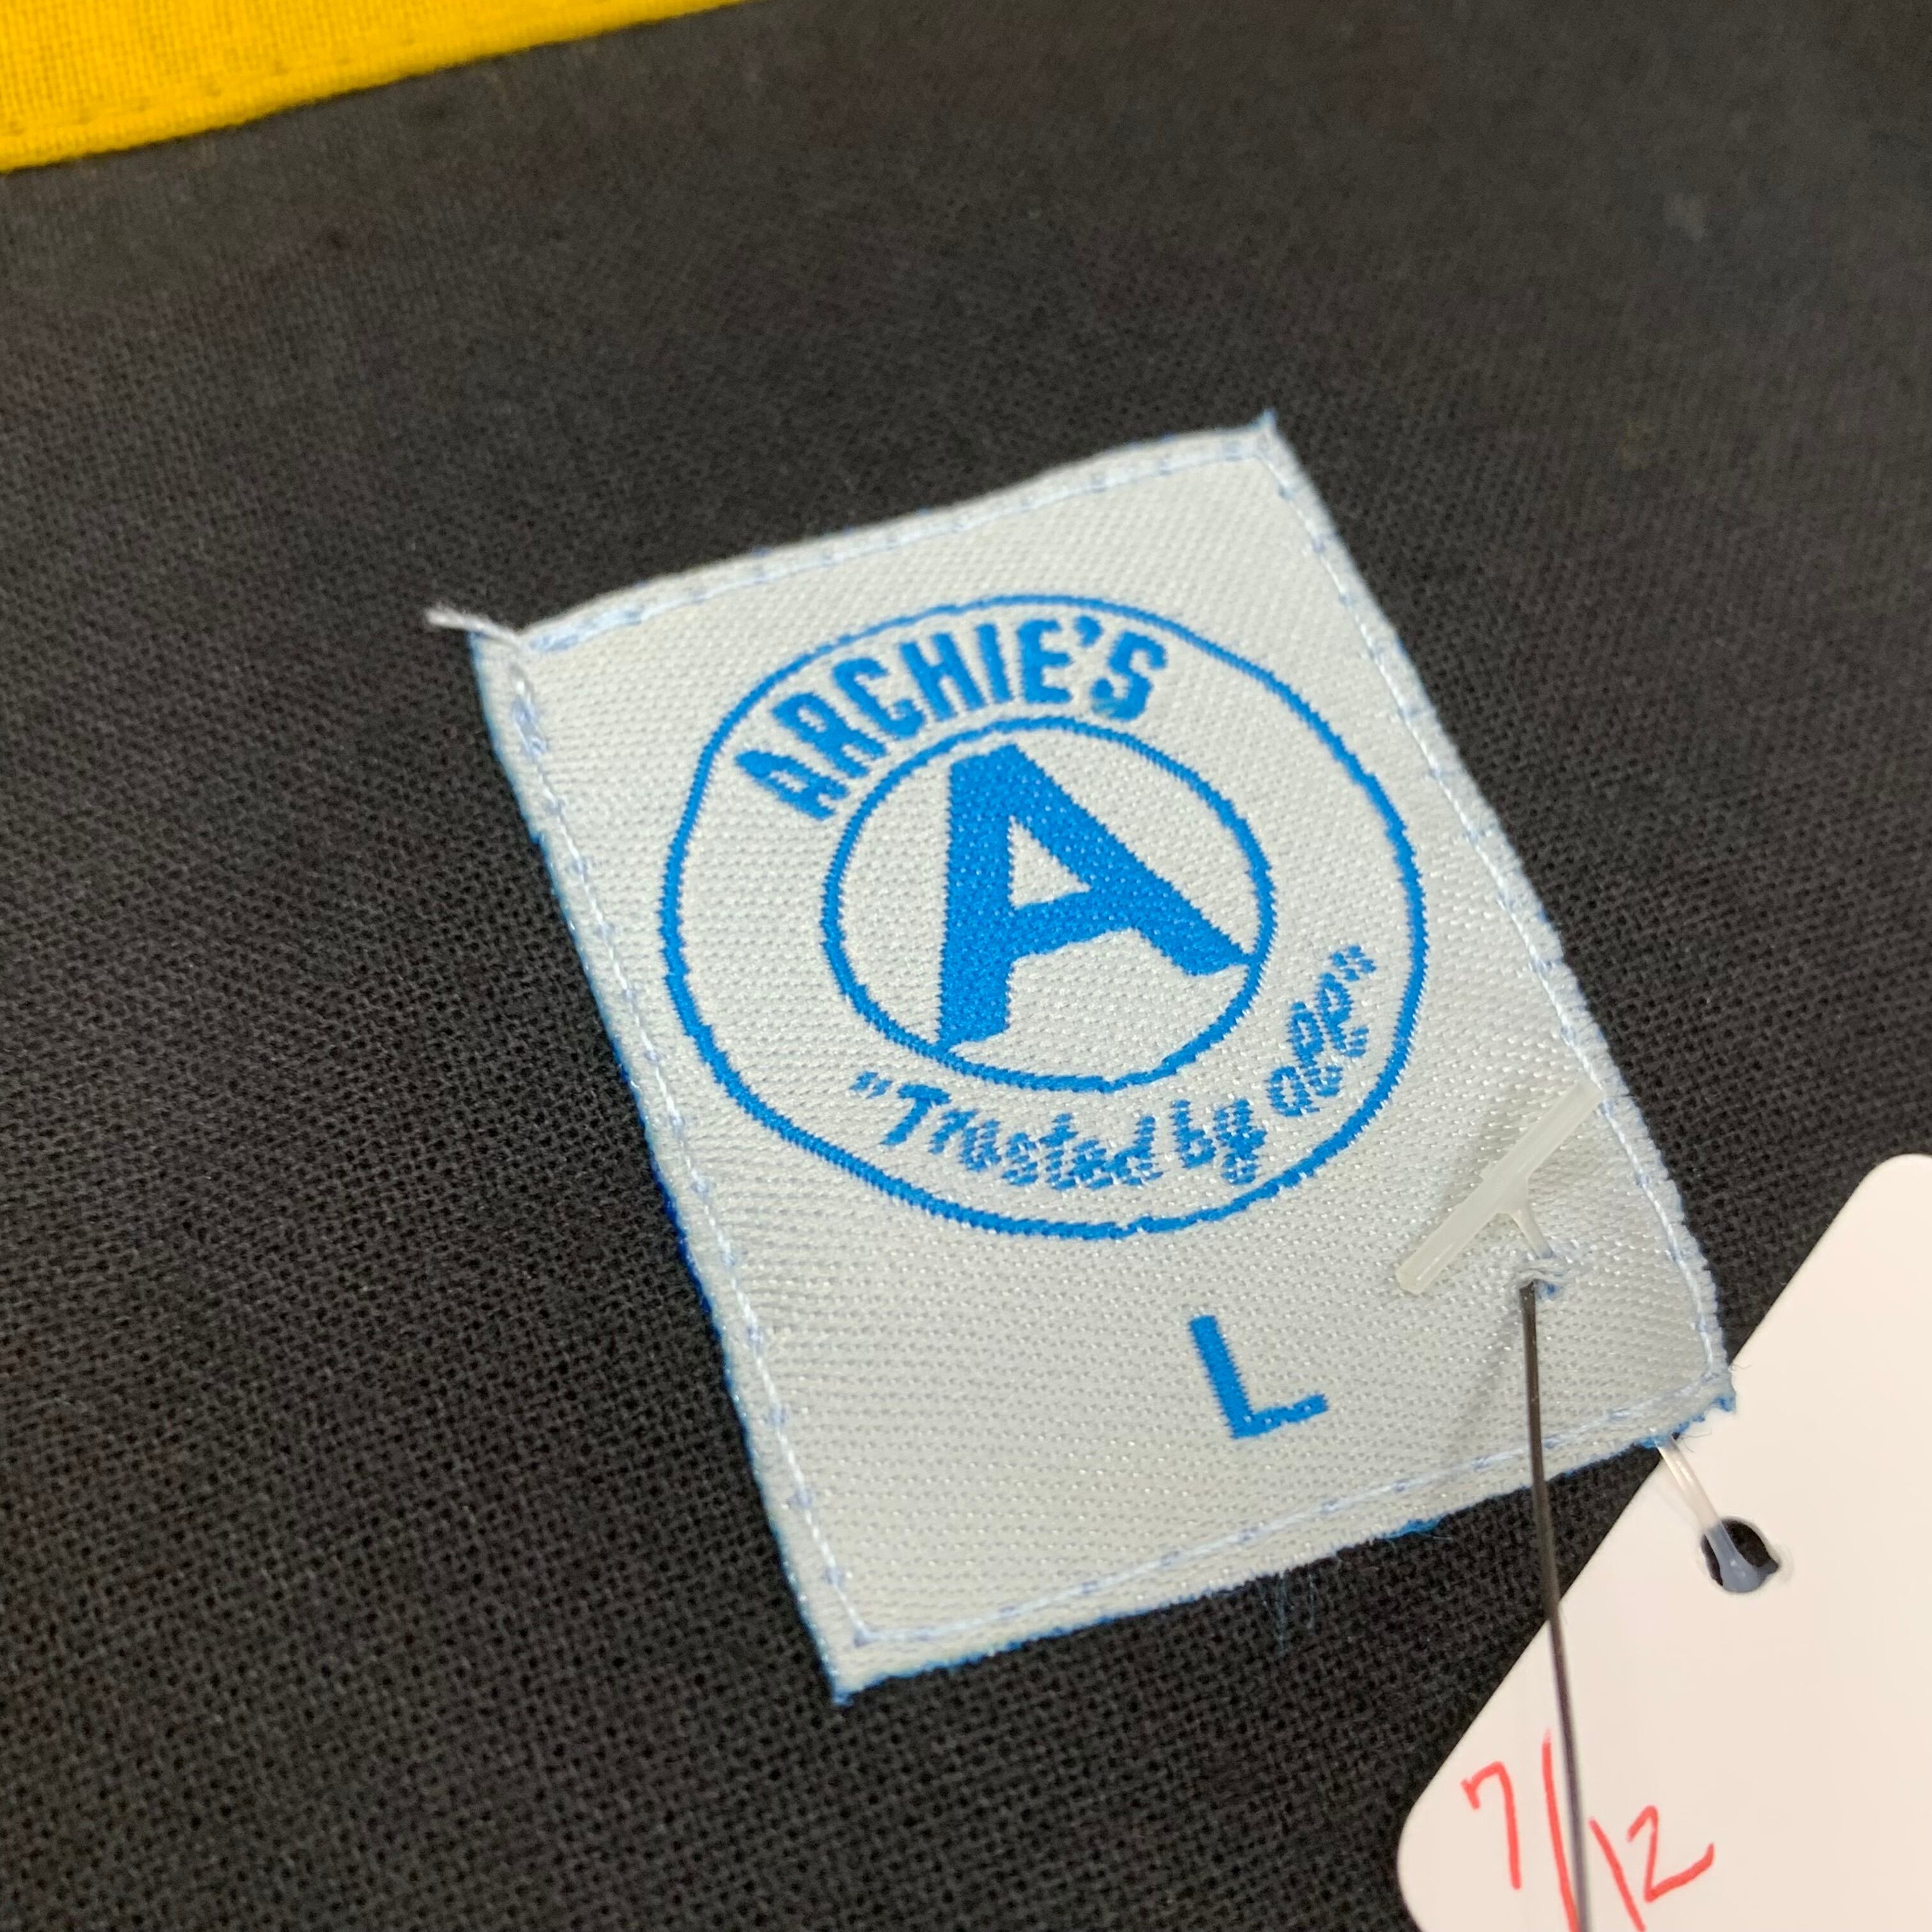 ARCHIE'S
A
"Trusted by all"
L
7/12